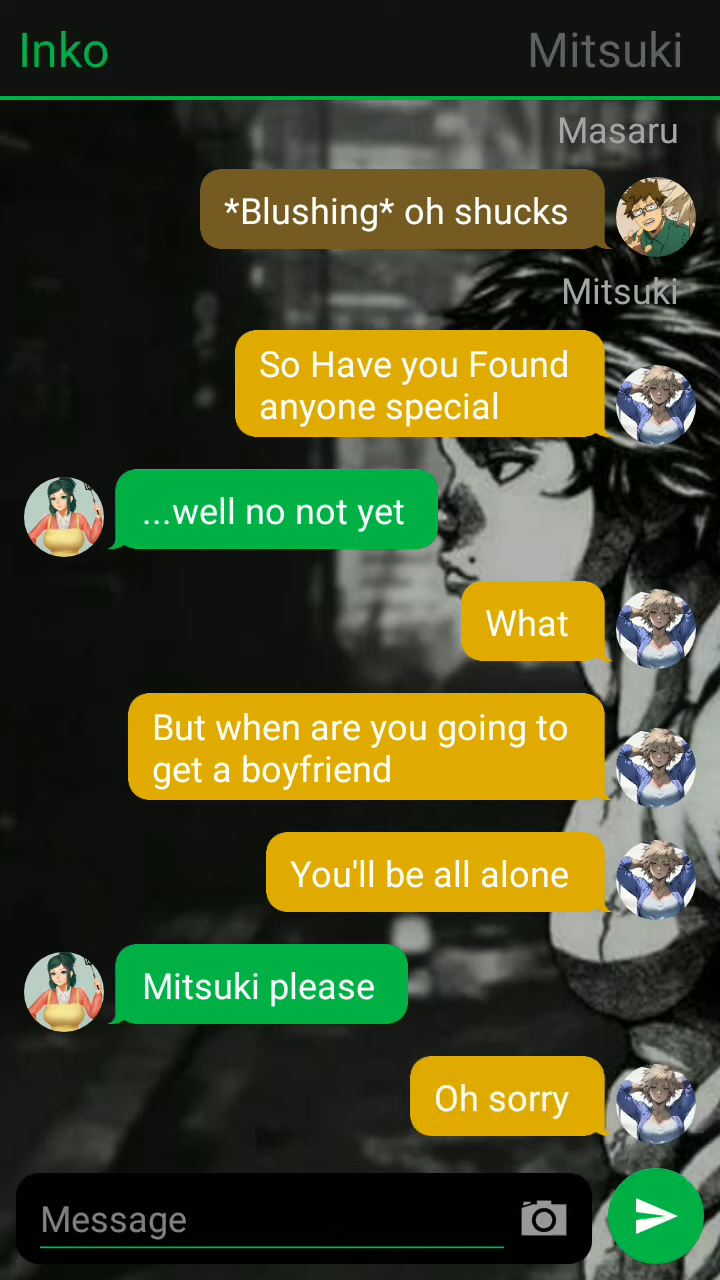 Inko
Mitsuki
Masaru
*Blushing* oh shucks
Mitsuki
So Have you Found
anyone special
...well no not yet
What
But when are you going to
get a boyfriend
You'll be all alone
Mitsuki please
Oh sorry
Message